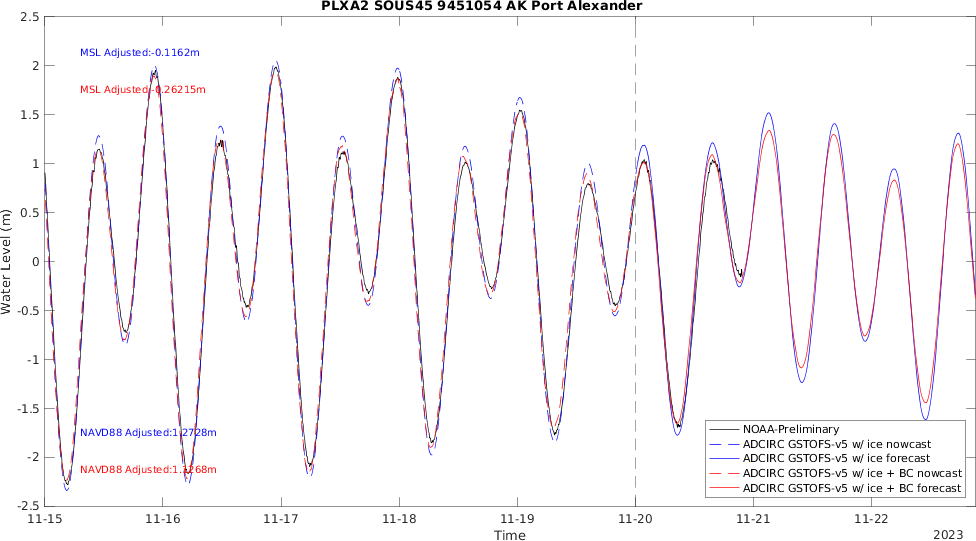 PLXA2 SOUS45 9451054 AK Port Alexander
2.5
2
1.5
1
0.5
0
-0.5
-1
-1.5
-2
-2.5
Water Level (m)
MSL Adjusted:-0.1162m
MSL Adjusted:-0.26215m
NAVD88 Adjusted:1.2728m
NAVD88 Adjusted:1.1268m
NOAA-Preliminary
ADCIRC GSTOFS-v5 w/ ice nowcast
ADCIRC GSTOFS-v5 w/ ice forecast
ADCIRC GSTOFS-v5 w/ ice + BC nowcast
ADCIRC GSTOFS-v5 w/ ice + BC forecast
11-15 11-16 11-17 11-18 11-19 11-20 11-21 11-22
Time
2023